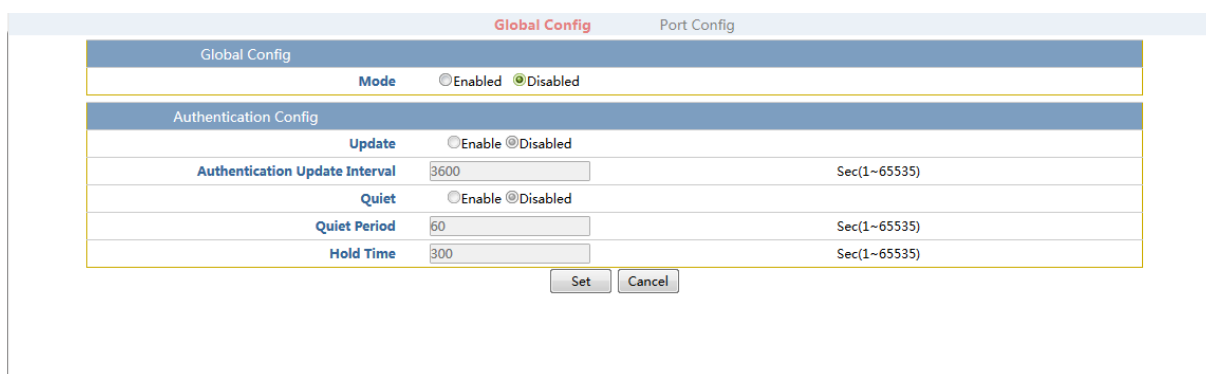 Global Config Port Config
Global Config
Mode Enabled Disabled
Authentication Config
Update Enable Disabled
Authentication Update Interval 3600 Sec(1~65535)
Quiet Enable Disabled
Quiet Period 60 Sec(1~65535)
Hold Time 300 Sec(1~65535)
Set Cancel